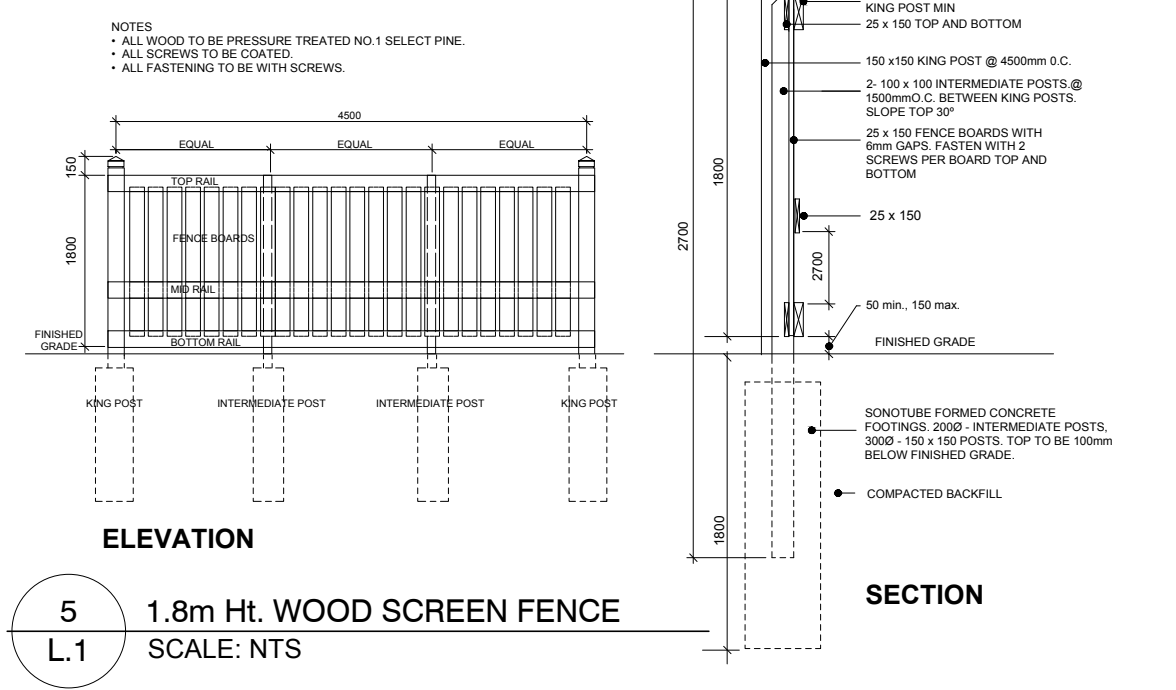 NOTES
• ALL WOOD TO BE PRESSURE TREATED NO.1 SELECT PINE.
• ALL SCREWS TO BE COATED.
• ALL FASTENING TO BE WITH SCREWS.
4500
EQUAL EQUAL EQUAL
150
TOP RAIL
FENCE BOARDS
1800
MID RAIL
FINISHED
GRADE
BOTTOM RAIL
KING POST INTERMEDIATE POST INTERMEDIATE POST KING POST
ELEVATION
5
L.1
1.8m Ht. WOOD SCREEN FENCE
SCALE: NTS
KING POST MIN
25 x 150 TOP AND BOTTOM
150 x150 KING POST @ 4500mm 0.C.
2- 100 x 100 INTERMEDIATE POSTS.@
1500mmO.C. BETWEEN KING POSTS.
SLOPE TOP 30º
25 x 150 FENCE BOARDS WITH
6mm GAPS. FASTEN WITH 2
SCREWS PER BOARD TOP AND
BOTTOM
1800
25 x 150
2700
2700
50 min., 150 max.
FINISHED GRADE
SONOTUBE FORMED CONCRETE
FOOTINGS. 200Ø - INTERMEDIATE POSTS,
300Ø - 150 x 150 POSTS. TOP TO BE 100mm
BELOW FINISHED GRADE.
COMPACTED BACKFILL
1800
SECTION